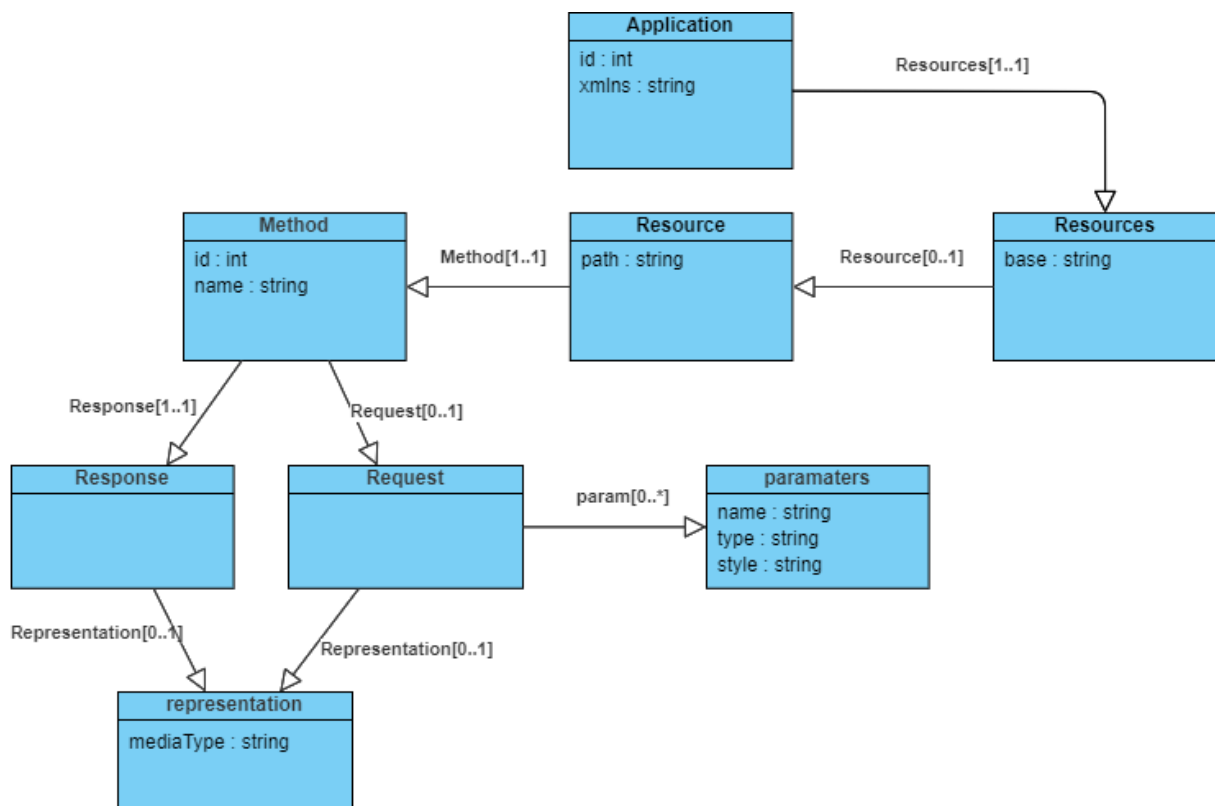 Application
id : int
xmlns : string
Resources[1..1]
Method
id : int
name : string
Method[1..1]
Resource
path : string
Resource[0..1]
Resources
base : string
Response[1..1]
Request[0..1]
Response
Request
param[0..*]
paramaters
name : string
type : string
style : string
Representation[0..1]
Representation[0..1]
representation
mediaType : string